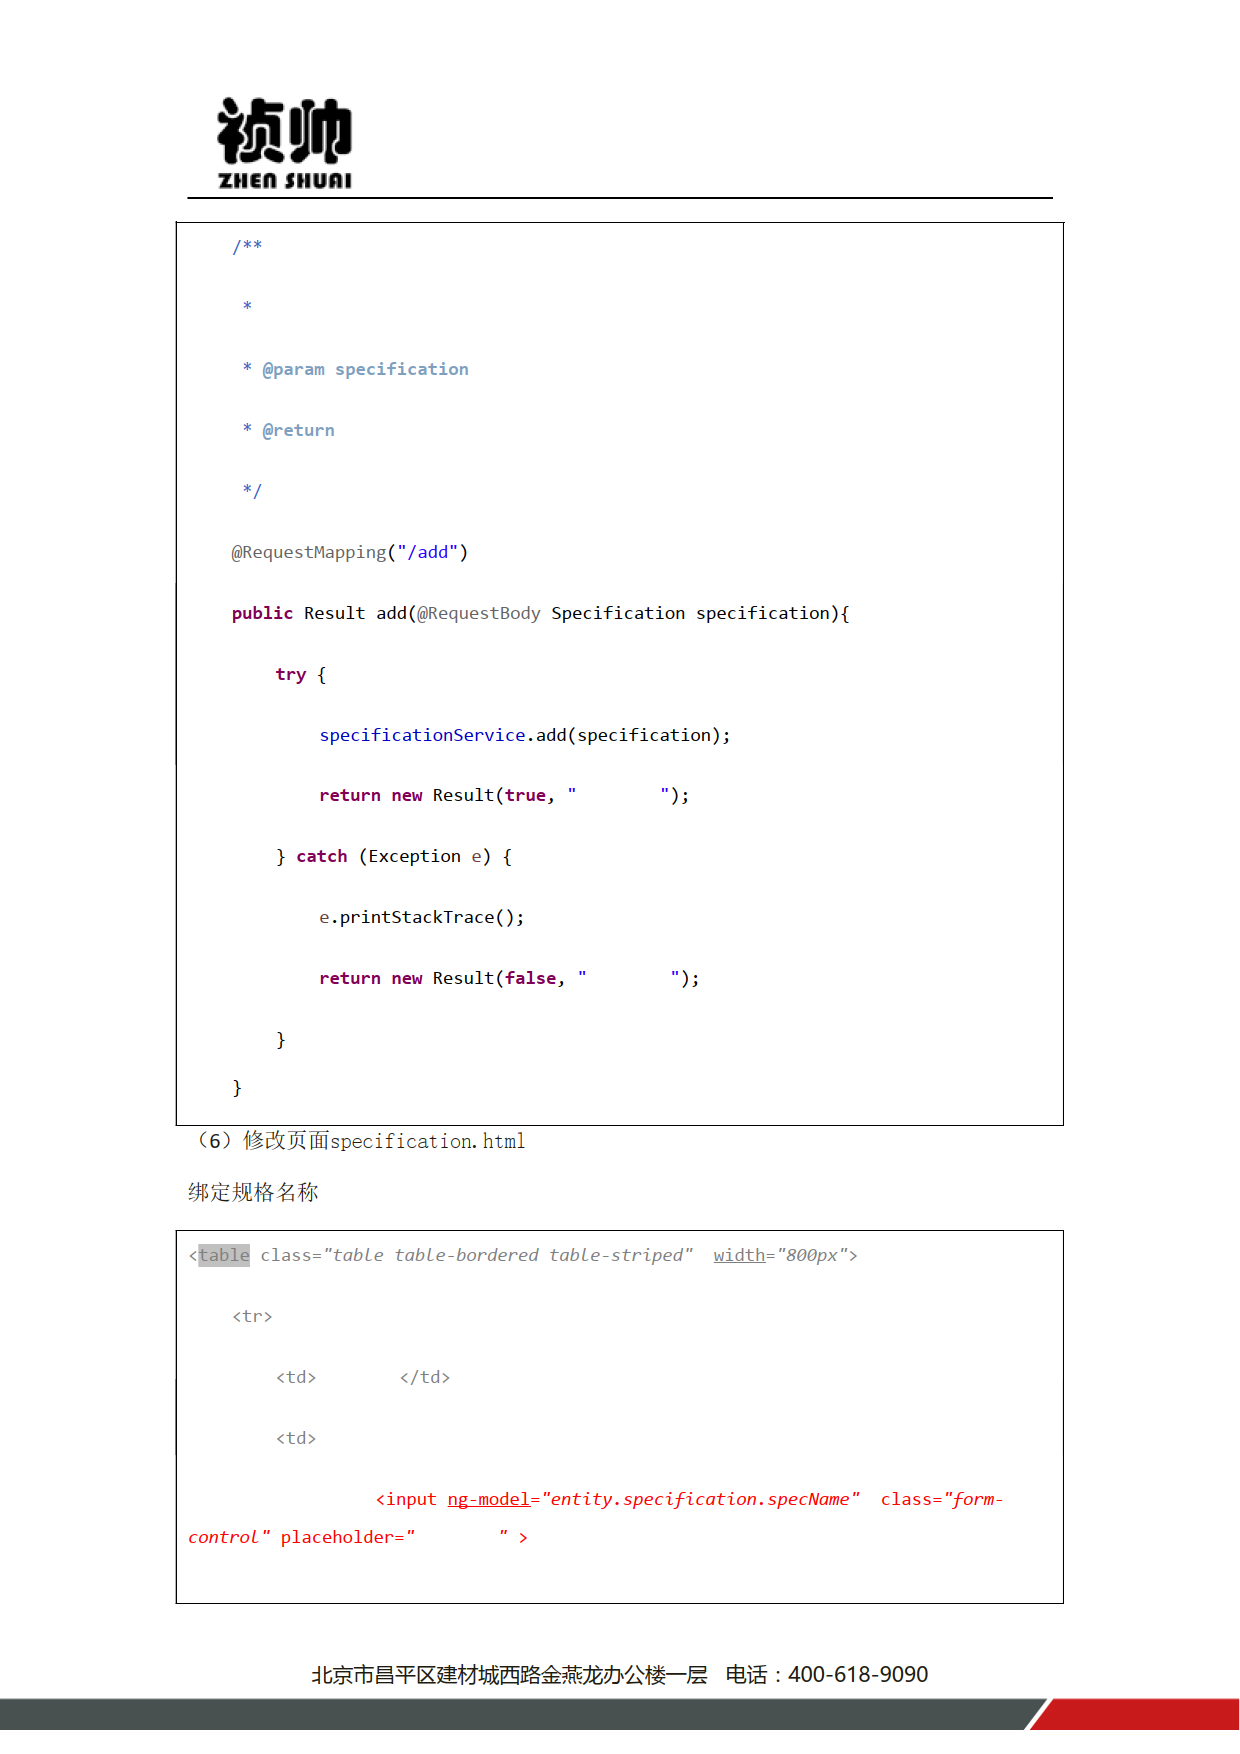 祯帅
ZHEN SHUAI
/**
*
* @param specification
* @return
*/
@RequestMapping("/add")
public Result add(@RequestBody Specification specification){
try {
specificationService.add(specification);
return new Result(true, "        ");
} catch (Exception e) {
e.printStackTrace();
return new Result(false, "        ");
}
}
（6）修改页面specification.html
绑定规格名称
<table class="table table-bordered table-striped"  width="800px">
<tr>
<td>        </td>
<td>
<input ng-model="entity.specification.specName"  class="form-
control" placeholder="        " >
北京市昌平区建材城西路金燕龙办公楼一层   电话：400-618-9090